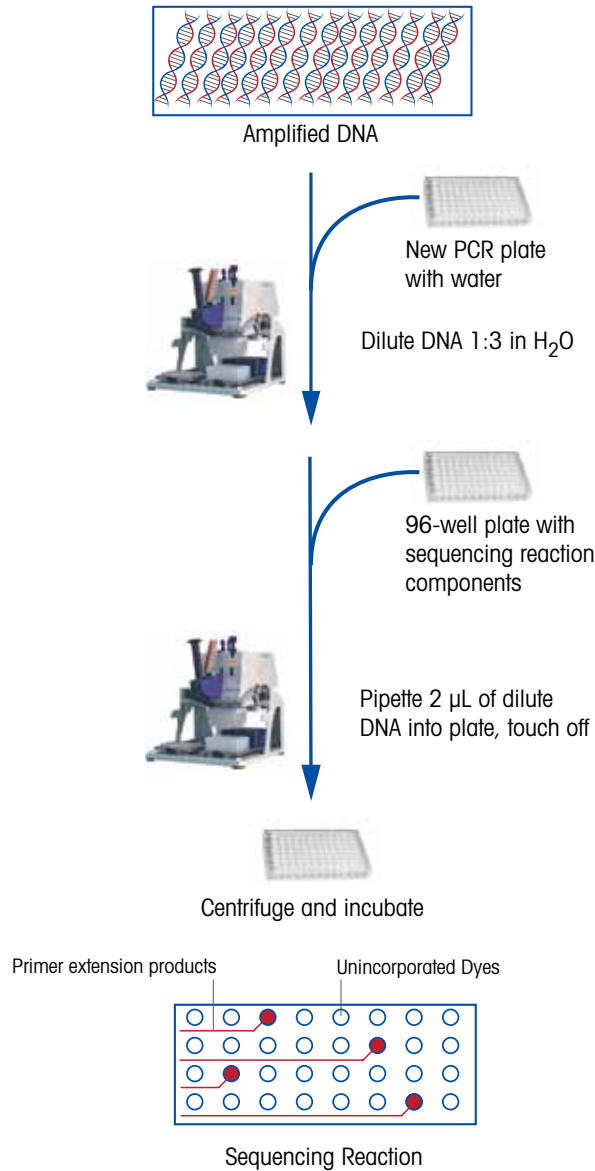 Amplified DNA
New PCR plate
with water
Dilute DNA 1:3 in H₂O
96-well plate with
sequencing reaction
components
Pipette 2 µL of dilute
DNA into plate, touch off
Centrifuge and incubate
Primer extension products
Unincorporated Dyes
Sequencing Reaction